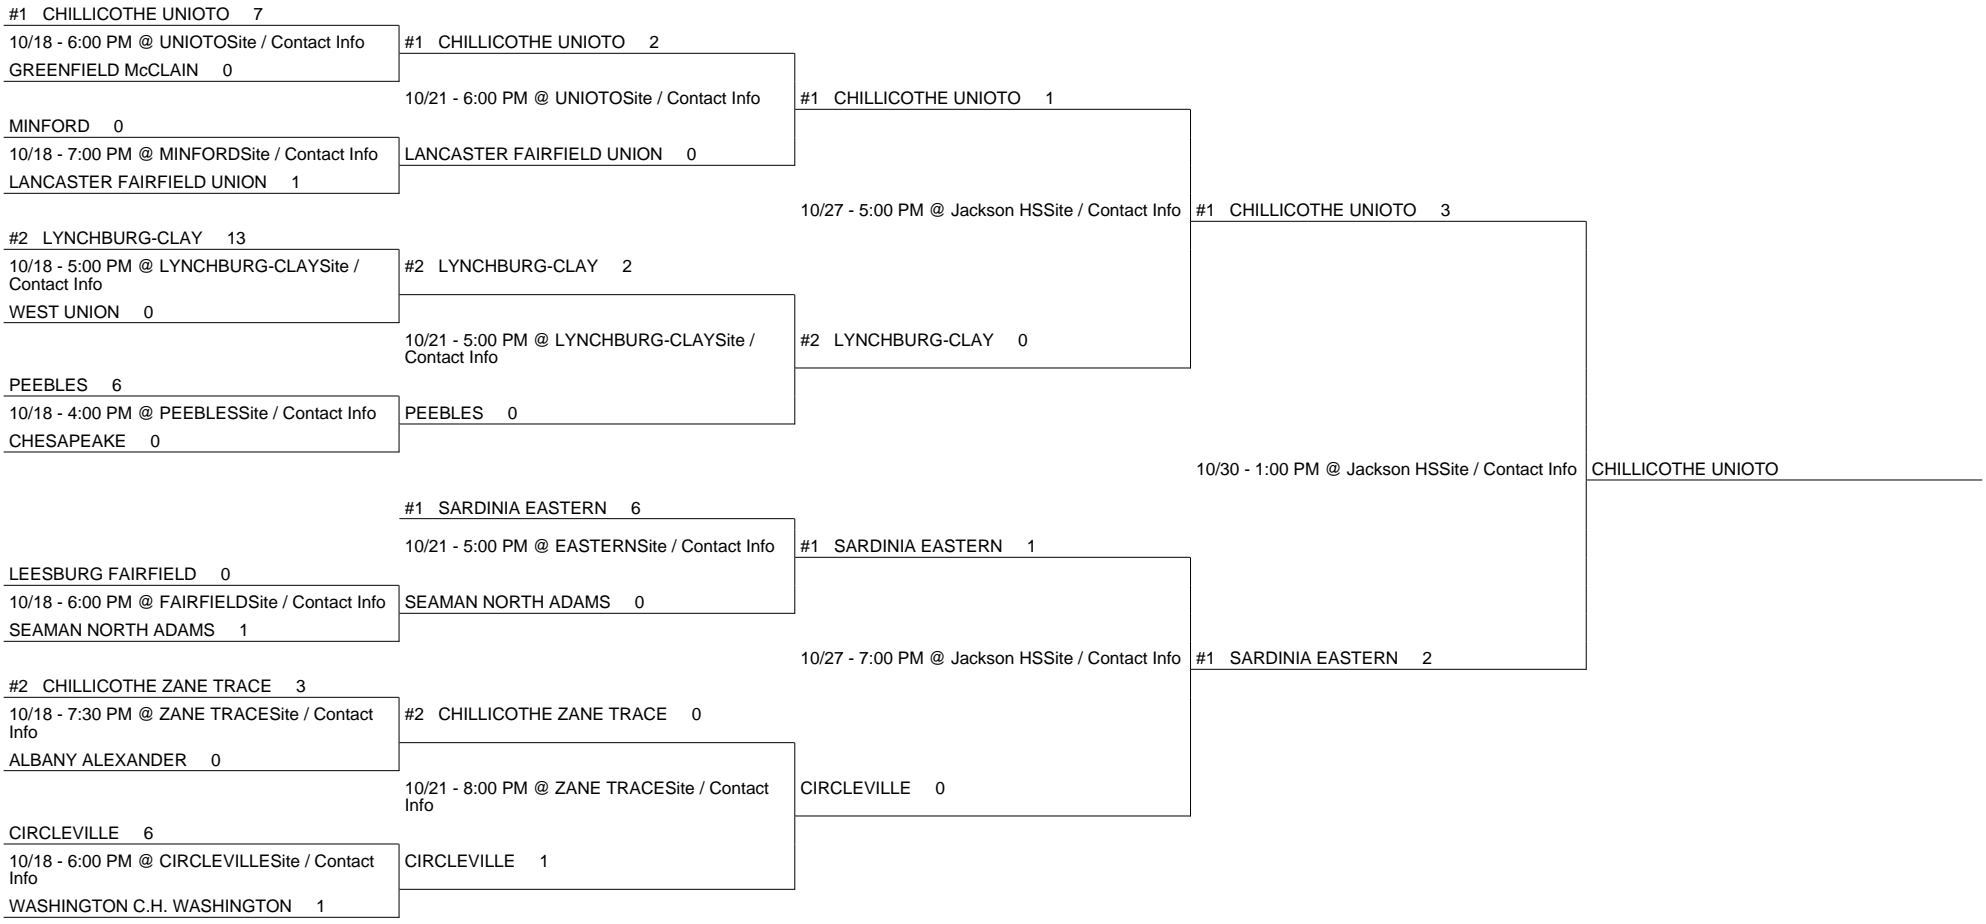 #1 CHILLICOTHE UNIOTO 7
10/18 - 6:00 PM @ UNIOTOSite / Contact Info
GREENFIELD McCLAIN 0
MINFORD 0
10/18 - 7:00 PM @ MINFORDSite / Contact Info
LANCASTER FAIRFIELD UNION 1
#2 LYNCHBURG-CLAY 13
10/18 - 5:00 PM @ LYNCHBURG-CLAYSite /
Contact Info
WEST UNION 0
PEEBLES 6
10/18 - 4:00 PM @ PEEBLESSite / Contact Info
CHESAPEAKE 0
LEESBURG FAIRFIELD 0
10/18 - 6:00 PM @ FAIRFIELDSite / Contact Info
SEAMAN NORTH ADAMS 1
#2 CHILLICOTHE ZANE TRACE 3
10/18 - 7:30 PM @ ZANE TRACESite / Contact
Info
ALBANY ALEXANDER 0
CIRCLEVILLE 6
10/18 - 6:00 PM @ CIRCLEVILLESite / Contact
Info
WASHINGTON C.H. WASHINGTON 1
#1 CHILLICOTHE UNIOTO 2
10/21 - 6:00 PM @ UNIOTOSite / Contact Info
LANCASTER FAIRFIELD UNION 0
#2 LYNCHBURG-CLAY 2
10/21 - 5:00 PM @ LYNCHBURG-CLAYSite /
Contact Info
PEEBLES 0
#1 SARDINIA EASTERN 6
10/21 - 5:00 PM @ EASTERNSite / Contact Info
SEAMAN NORTH ADAMS 0
#2 CHILLICOTHE ZANE TRACE 0
10/21 - 8:00 PM @ ZANE TRACESite / Contact
Info
CIRCLEVILLE 1
#1 CHILLICOTHE UNIOTO 1
10/27 - 5:00 PM @ Jackson HSSite / Contact Info
#2 LYNCHBURG-CLAY 0
#1 SARDINIA EASTERN 1
10/27 - 7:00 PM @ Jackson HSSite / Contact Info
CIRCLEVILLE 0
#1 CHILLICOTHE UNIOTO 3
10/30 - 1:00 PM @ Jackson HSSite / Contact Info
#1 SARDINIA EASTERN 2
CHILLICOTHE UNIOTO